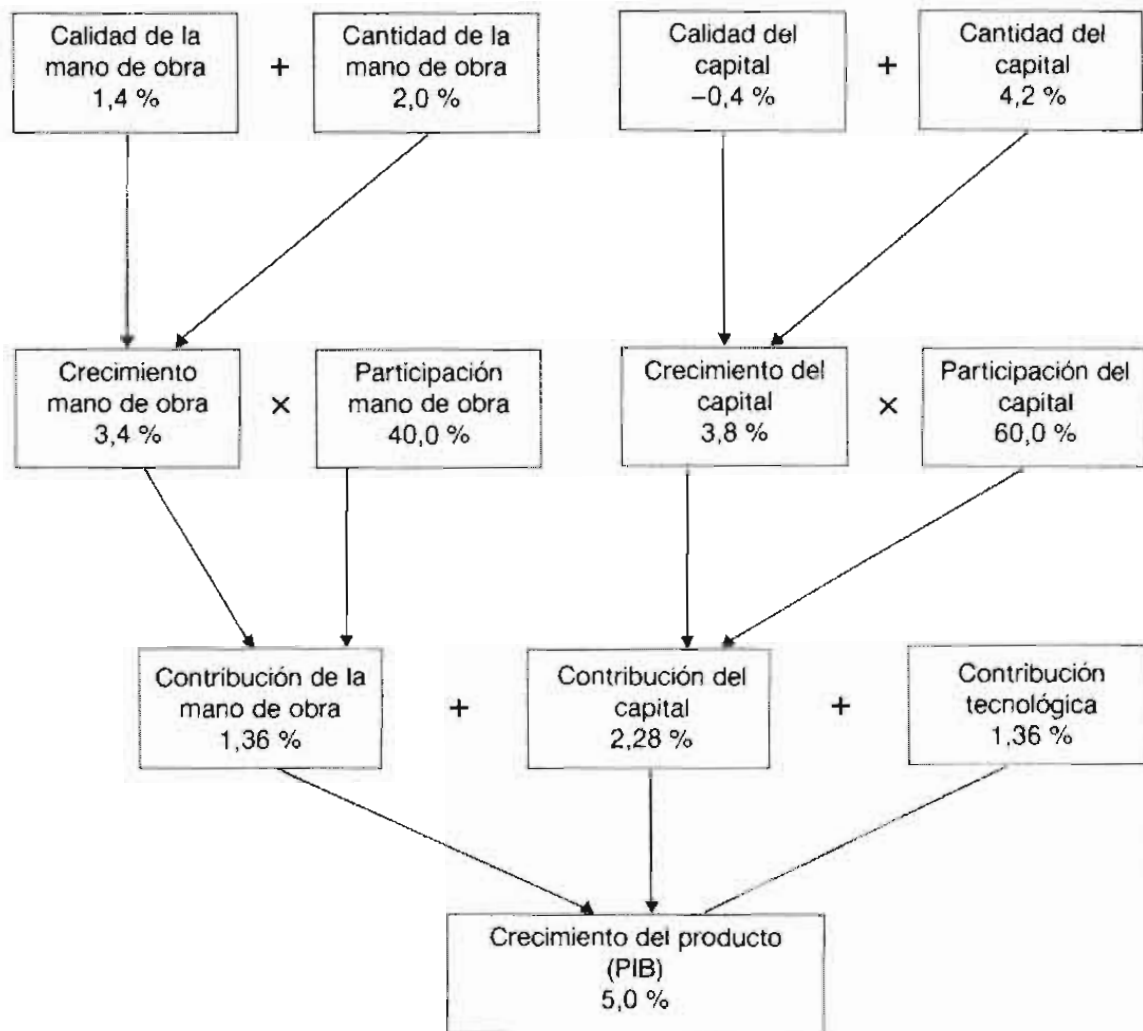 Calidad de la
mano de obra
1,4 %
+
Cantidad de la
mano de obra
2,0 %
Calidad del
capital
−0,4 %
+
Cantidad del
capital
4,2 %
Crecimiento
mano de obra
3,4 %
×
Participación
mano de obra
40,0 %
Crecimiento del
capital
3,8 %
×
Participación del
capital
60,0 %
Contribución de la
mano de obra
1,36 %
+
Contribución del
capital
2,28 %
+
Contribución
tecnológica
1,36 %
Crecimiento del producto
(PIB)
5,0 %